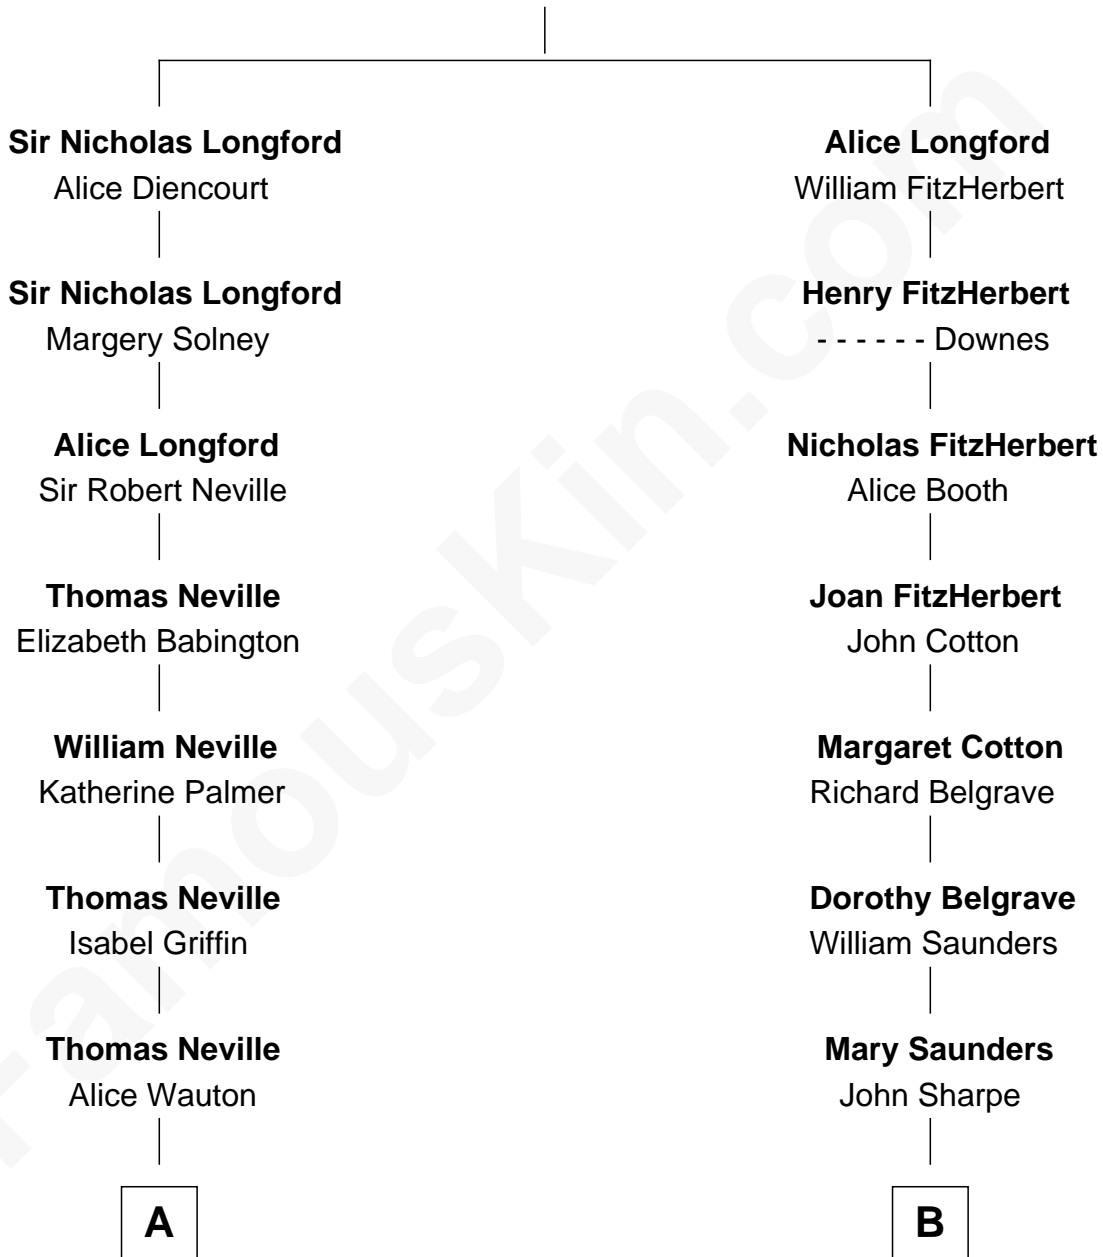 Sir Nicholas Longford
Alice Diencourt
Sir Nicholas Longford
Margery Solney
Alice Longford
Sir Robert Neville
Thomas Neville
Elizabeth Babington
William Neville
Katherine Palmer
Thomas Neville
Isabel Griffin
Thomas Neville
Alice Wauton
A
Alice Longford
William FitzHerbert
Henry FitzHerbert
- - - - - - Downes
Nicholas FitzHerbert
Alice Booth
Joan FitzHerbert
John Cotton
Margaret Cotton
Richard Belgrave
Dorothy Belgrave
William Saunders
Mary Saunders
John Sharpe
B
FamousKin.com